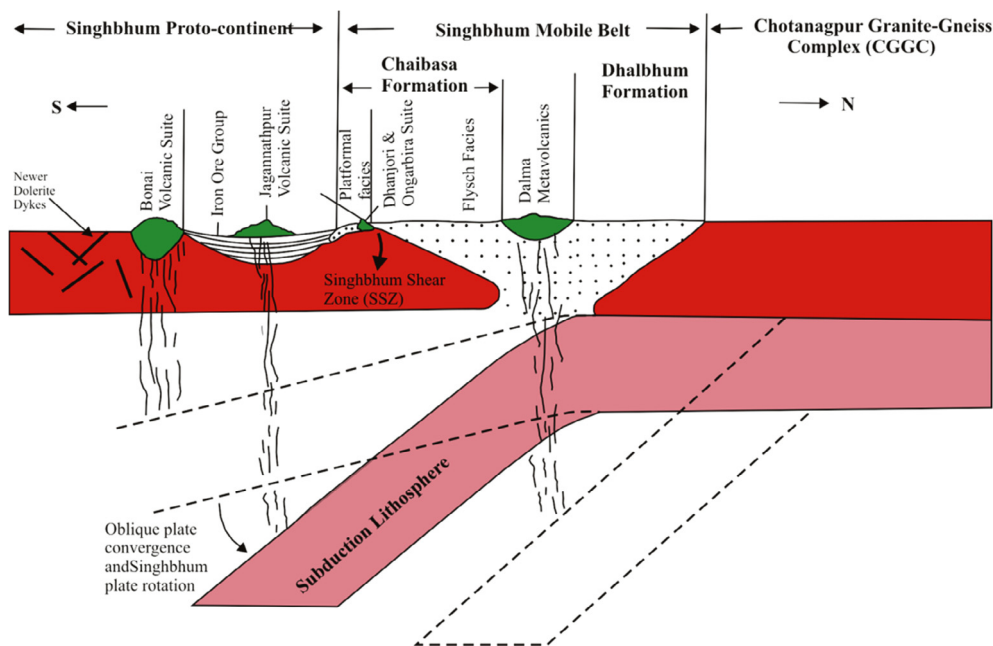 Singhbhum Proto-continent
Singhbhum Mobile Belt
Chotanagpur Granite-Gneiss
Complex (CGGC)
Chaibasa
Formation
Dhalbhum
Formation
S
N
Newer
Dolerite
Dykes
Bonai
Volcanic Suite
Iron Ore Group
Jagannathpur
Volcanic Suite
Platformal
facies
Dhanjori &
Ongarbira Suite
Flysch Facies
Dalma
Metavolcanics
Singhbhum Shear
Zone (SSZ)
Subduction Lithosphere
Oblique plate
convergence
andSinghbhum
plate rotation